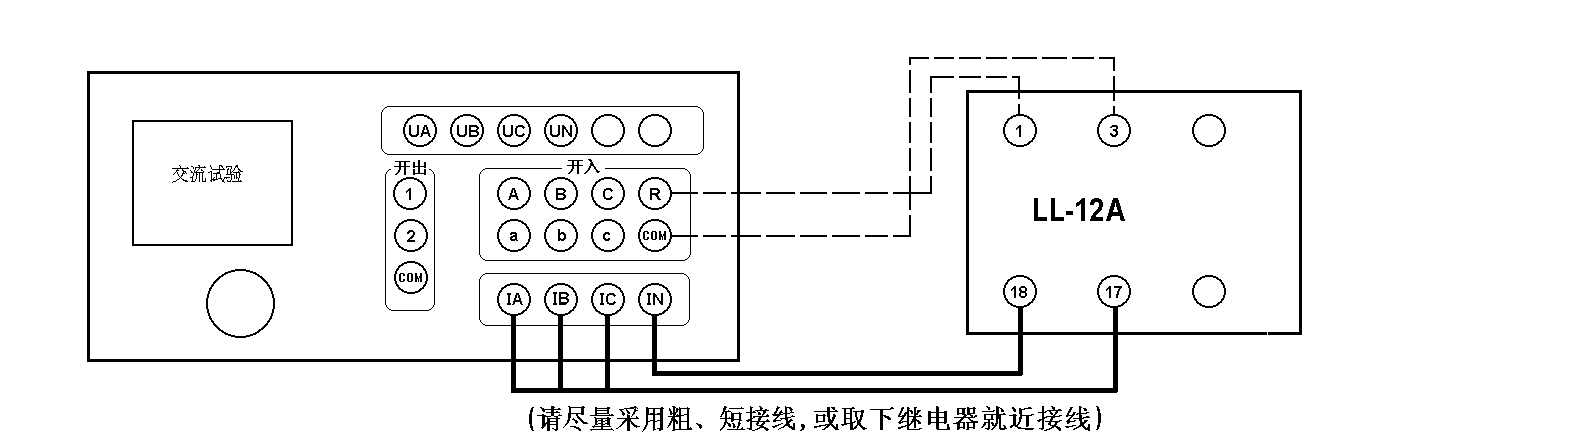 UA UB UC UN
1 3
交流试验
开出 开入
1 A B C R
LL-12A
2 a b c COM
COM
IA IB IC IN
18 17
(请尽量采用粗、短接线,或取下继电器就近接线)